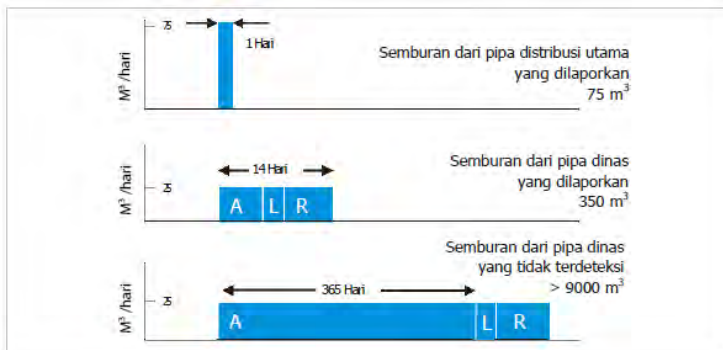 75
1 Hari
M³ /hari
Semburan dari pipa distribusi utama
yang dilaporkan
75 m³
14 Hari
25
M³ /hari
A L R
Semburan dari pipa dinas
yang dilaporkan
350 m³
Semburan dari pipa dinas
yang tidak terdeteksi
> 9000 m³
365 Hari
25
M³ /hari
A L R